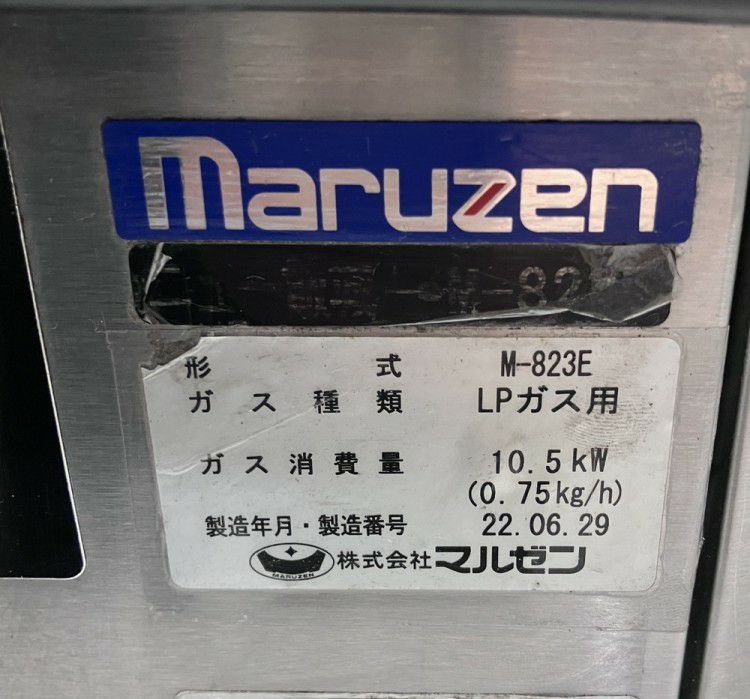 maruzen
形式 M-823E
ガス種類 LPガス用
ガス消費量 10.5kW
(0.75kg/h)
製造年月・製造番号 22.06.29
MARUZEN 株式会社マルゼン